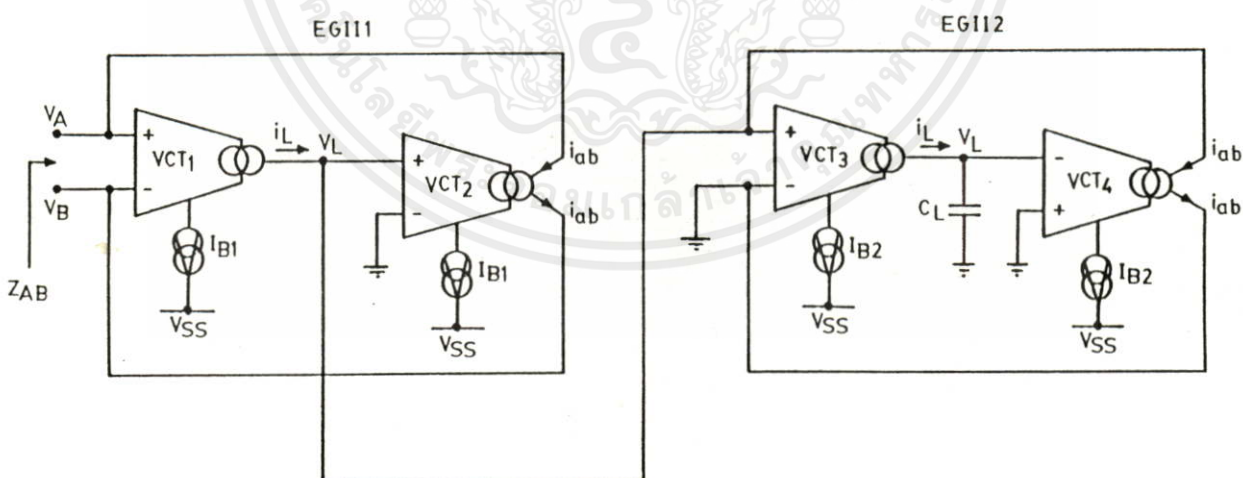 EGII1
EGII2
VA
VB
ZAB
+
-
VCT1
iL
VL
IB1
VSS
+
-
VCT2
IB1
VSS
iab
iab
+
-
VCT3
iL
VL
CL
IB2
VSS
-
+
VCT4
IB2
VSS
iab
iab